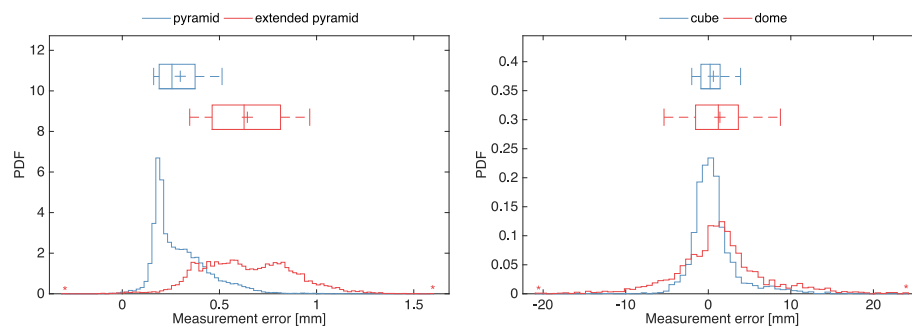 pyramid extended pyramid
12
10
8
6
4
2
0
PDF
0 0.5 [mm] 1 1.5
Measurement error [mm]
cube dome
0.4
0.35
0.3
0.25
0.2
0.15
0.1
0.05
0
PDF
-20 -10 0 10 20
Measurement error [mm]